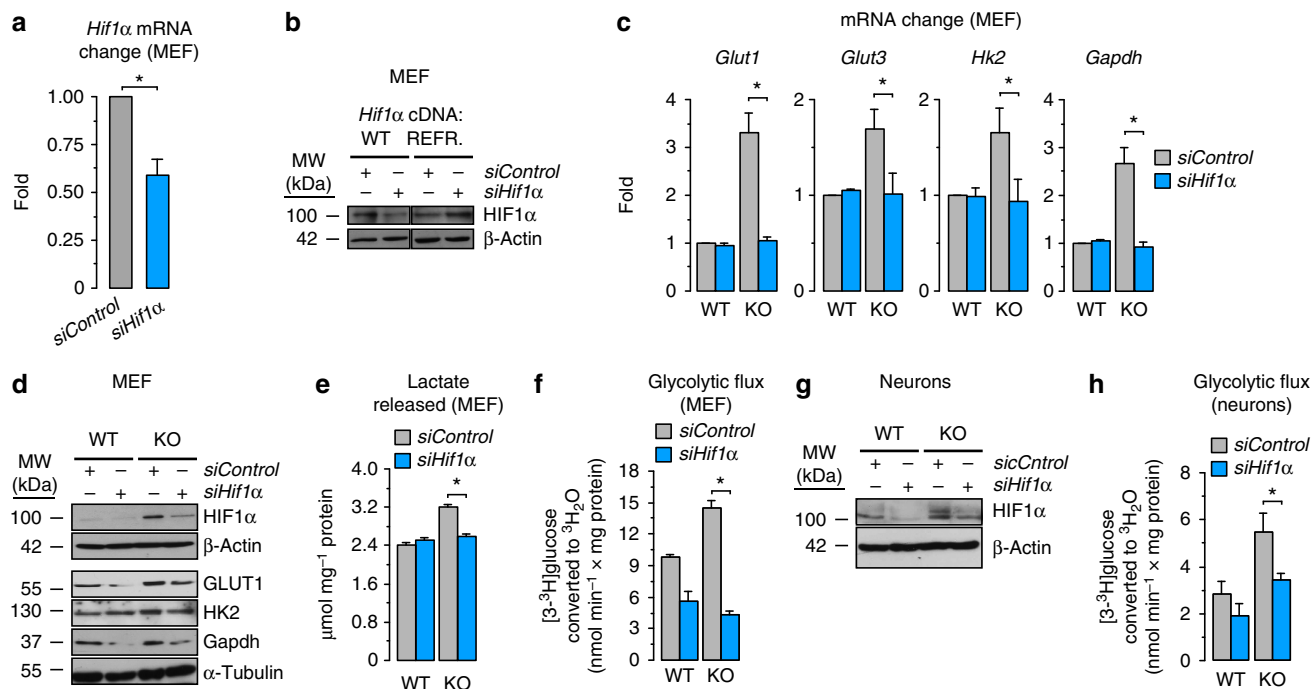 a
Hif1α mRNA
change (MEF)
*
1.00
0.75
0.50
0.25
0
Fold
siControl
siHif1α
b
MEF
Hif1α cDNA:
WT REFR.
MW
(kDa)
+ – + – siControl
– + – + siHif1α
100 – HIF1α
42 – β-Actin
c
mRNA change (MEF)
Glut1 Glut3 Hk2 Gapdh
* * * *
4 2 2 4
3 3
2 1 1 2
1 1
0 0 0 0
Fold
WT KO WT KO WT KO WT KO
siControl
siHif1α
d
MEF
WT KO
MW
(kDa)
+ – + – siControl
– + – + siHif1α
100 – HIF1α
42 – β-Actin
55 – GLUT1
130 – HK2
37 – Gapdh
55 – α-Tubulin
e
Lactate
released (MEF)
siControl
siHif1α
4.0
3.2
2.4
1.6
0.8
0
*
μmol mg⁻¹ protein
WT KO
f
Glycolytic flux
(MEF)
siControl
siHif1α
18
15
12
9
6
3
0
*
[3-³H]glucose
converted to ³H₂O
(nmol min⁻¹ × mg protein)
WT KO
g
Neurons
WT KO
MW
(kDa)
+ – + – sicCntrol
– + – + siHif1α
100 – HIF1α
42 – β-Actin
h
Glycolytic flux
(neurons)
siControl
siHif1α
8
6
4
2
0
*
[3-³H]glucose
converted to ³H₂O
(nmol min⁻¹ × mg protein)
WT KO